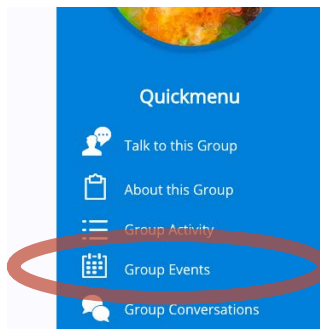 Quickmenu
Talk to this Group
About this Group
Group Activity
Group Events
Group Conversations